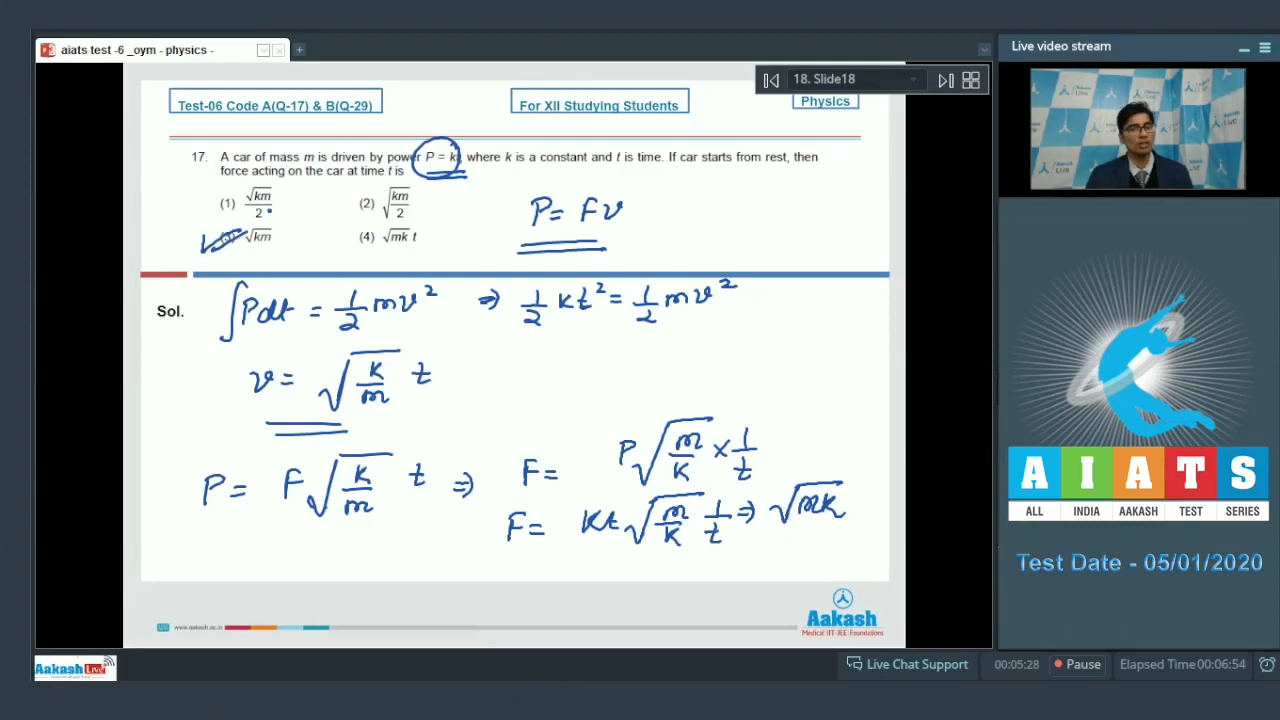 aiats test -6 _oym - physics -
Live video stream
18. Slide18
Test-06 Code A(Q-17) & B(Q-29)
For XII Studying Students
Physics
17. A car of mass m is driven by power P = k , where k is a constant and t is time. If car starts from rest, then
force acting on the car at time t is
(1) √km/2
(2) √(km/2)
(3) √km
(4) √mk t
P = Fv
Sol.
∫Pdt = 1/2 mv² ⇒ 1/2 kt² = 1/2 mv²
v = √(k/m) t
P = F√(k/m) t ⇒ F = P√(m/k) × 1/t
F = kt√(m/k) 1/t ⇒ √mk
www.aakash.ac.in
Aakash
Medical|IIT-JEE|Foundations
A I A T S
ALL INDIA AAKASH TEST SERIES
Test Date - 05/01/2020
Aakash Live
Live Chat Support
00:05:28
Pause
Elapsed Time 00:06:54